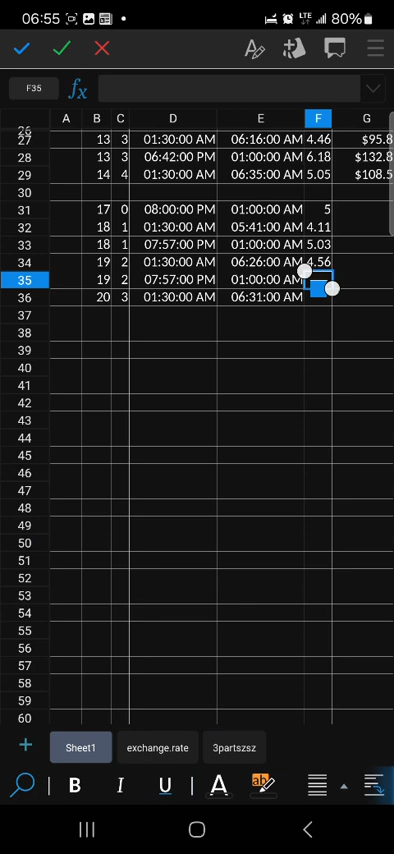 06:55 LTE 80%
F35 fx
A B C D E F G
26
27 13 3 01:30:00 AM 06:16:00 AM 4.46 $95.8
28 13 3 06:42:00 PM 01:00:00 AM 6.18 $132.8
29 14 4 01:30:00 AM 06:35:00 AM 5.05 $108.5
30
31 17 0 08:00:00 PM 01:00:00 AM 5
32 18 1 01:30:00 AM 05:41:00 AM 4.11
33 18 1 07:57:00 PM 01:00:00 AM 5.03
34 19 2 01:30:00 AM 06:26:00 AM 4.56
35 19 2 07:57:00 PM 01:00:00 AM
36 20 3 01:30:00 AM 06:31:00 AM
37
38
39
40
41
42
43
44
45
46
47
48
49
50
51
52
53
54
55
56
57
58
59
60
+ Sheet1 exchange.rate 3partszsz
B I U A ab